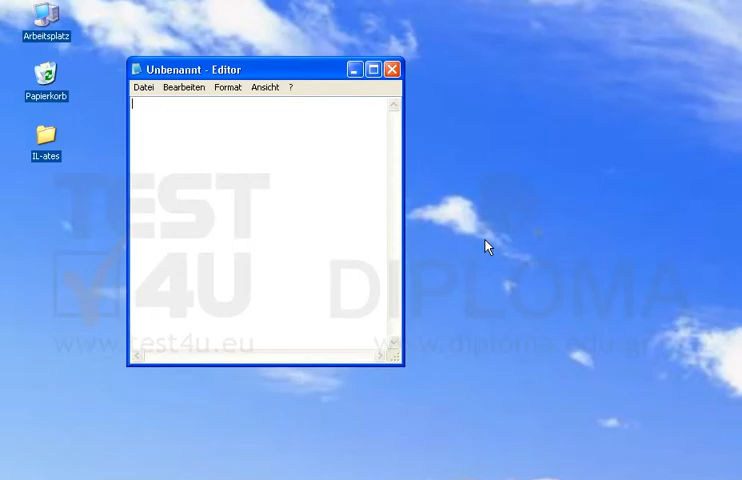 Arbeitsplatz
Papierkorb
IL-ates
Unbenannt - Editor
Datei Bearbeiten Format Ansicht ?
TEST
4U DIPLOMA
www.test4u.eu www.diploma.edu.gr